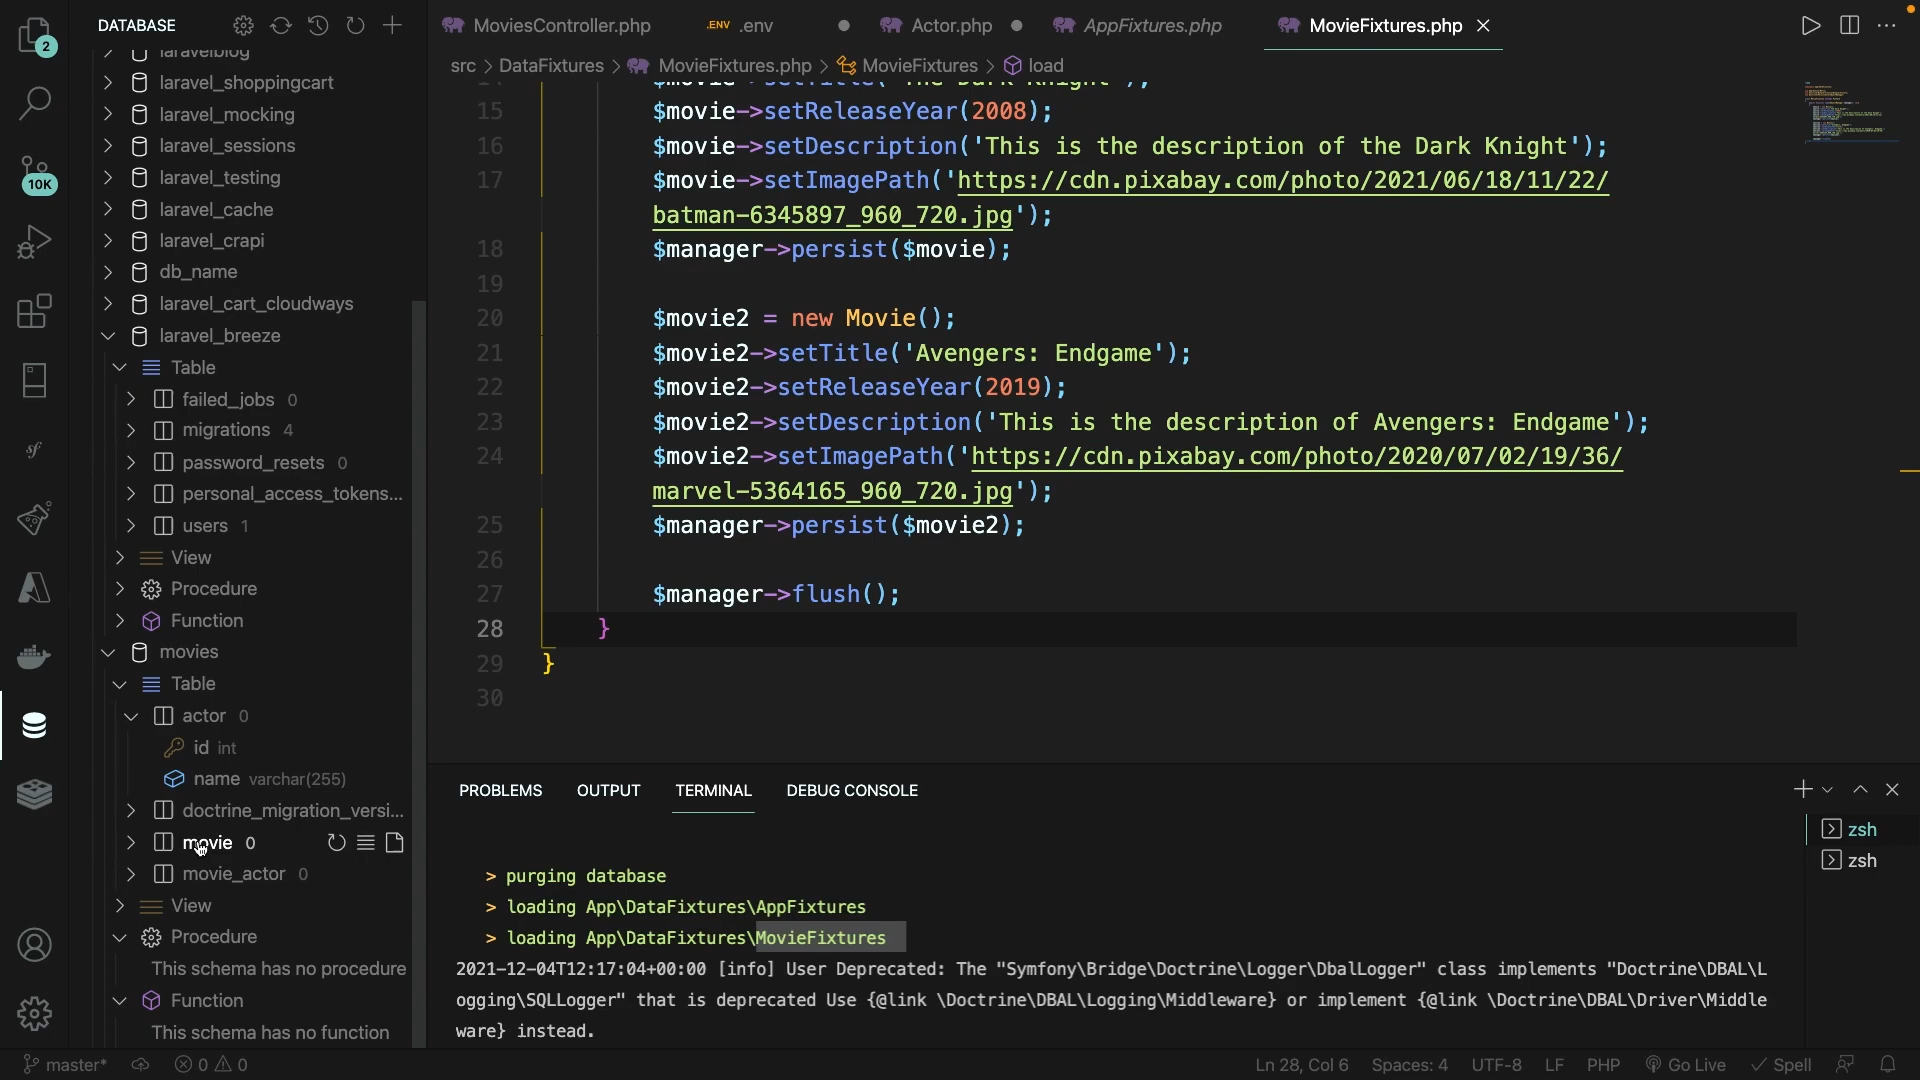 DATABASE
MoviesController.php
.ENV .env
Actor.php
AppFixtures.php
MovieFixtures.php
2
10K
laravelblog
laravel_shoppingcart
laravel_mocking
laravel_sessions
laravel_testing
laravel_cache
laravel_crapi
db_name
laravel_cart_cloudways
laravel_breeze
Table
failed_jobs 0
migrations 4
password_resets 0
personal_access_tokens...
users 1
View
Procedure
Function
movies
Table
actor 0
id int
name varchar(255)
doctrine_migration_versi...
movie 0
movie_actor 0
View
Procedure
This schema has no procedure
Function
This schema has no function
src > DataFixtures > MovieFixtures.php > MovieFixtures > load
14 $movie->setTitle('The Dark Knight');
15 $movie->setReleaseYear(2008);
16 $movie->setDescription('This is the description of the Dark Knight');
17 $movie->setImagePath('https://cdn.pixabay.com/photo/2021/06/18/11/22/
batman-6345897_960_720.jpg');
18 $manager->persist($movie);
19
20 $movie2 = new Movie();
21 $movie2->setTitle('Avengers: Endgame');
22 $movie2->setReleaseYear(2019);
23 $movie2->setDescription('This is the description of Avengers: Endgame');
24 $movie2->setImagePath('https://cdn.pixabay.com/photo/2020/07/02/19/36/
marvel-5364165_960_720.jpg');
25 $manager->persist($movie2);
26
27 $manager->flush();
28 }
29 }
30
PROBLEMS OUTPUT TERMINAL DEBUG CONSOLE
> purging database
> loading App\DataFixtures\AppFixtures
> loading App\DataFixtures\MovieFixtures
2021-12-04T12:17:04+00:00 [info] User Deprecated: The "Symfony\Bridge\Doctrine\Logger\DbalLogger" class implements "Doctrine\DBAL\L
ogging\SQLLogger" that is deprecated Use {@link \Doctrine\DBAL\Logging\Middleware} or implement {@link \Doctrine\DBAL\Driver\Middle
ware} instead.
zsh
zsh
master* 0 0 Ln 28, Col 6 Spaces: 4 UTF-8 LF PHP Go Live Spell